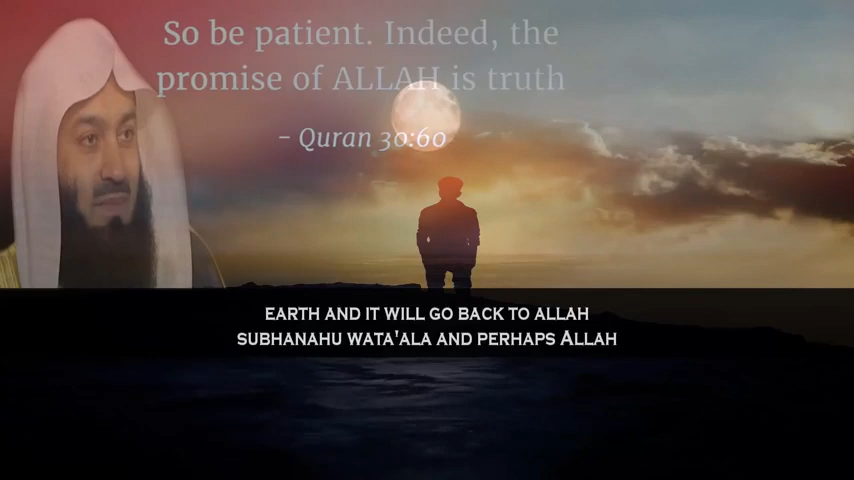 So be patient. Indeed, the
promise of ALLAH is truth
- Quran 30:60
EARTH AND IT WILL GO BACK TO ALLAH
SUBHANAHU WATA'ALA AND PERHAPS ALLAH